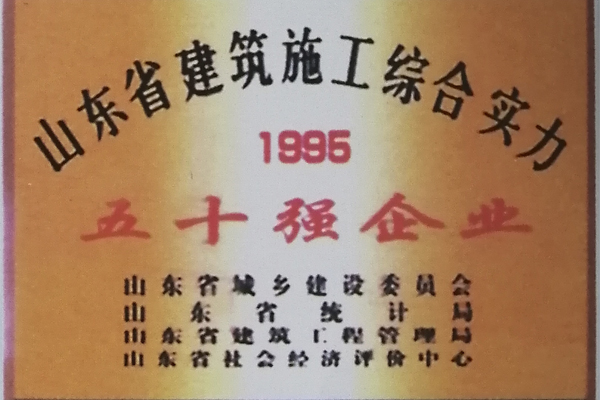 山东省建筑施工综合实力
1995
五十强企业
山东省城乡建设委员会
山东省统计局
山东省建筑工程管理局
山东省社会经济评价中心